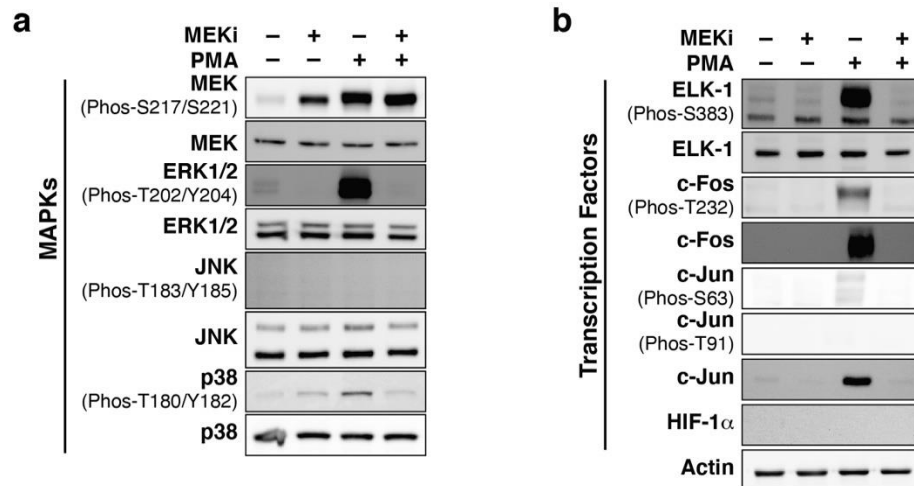 a
MEKi – + – +
PMA – – + +
MAPKs
MEK
(Phos-S217/S221)
MEK
ERK1/2
(Phos-T202/Y204)
ERK1/2
JNK
(Phos-T183/Y185)
JNK
p38
(Phos-T180/Y182)
p38
b
MEKi – + – +
PMA – – + +
Transcription Factors
ELK-1
(Phos-S383)
ELK-1
c-Fos
(Phos-T232)
c-Fos
c-Jun
(Phos-S63)
c-Jun
(Phos-T91)
c-Jun
HIF-1α
Actin